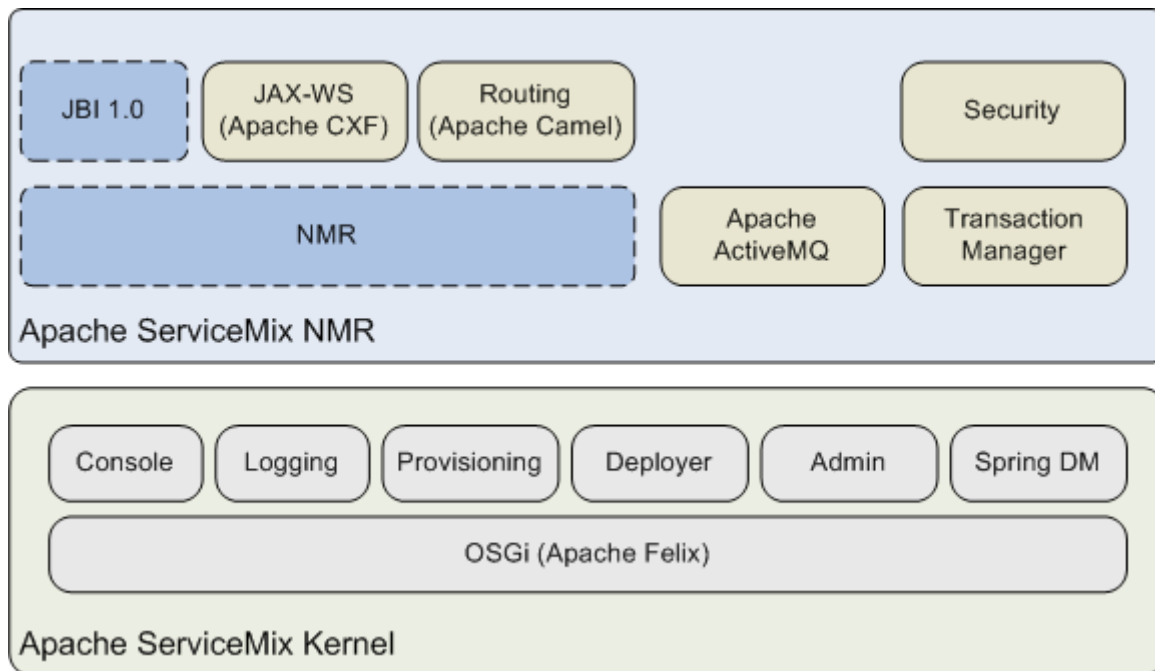 JBI 1.0
JAX-WS
(Apache CXF)
Routing
(Apache Camel)
Security
NMR
Apache
ActiveMQ
Transaction
Manager
Apache ServiceMix NMR
Console
Logging
Provisioning
Deployer
Admin
Spring DM
OSGi (Apache Felix)
Apache ServiceMix Kernel